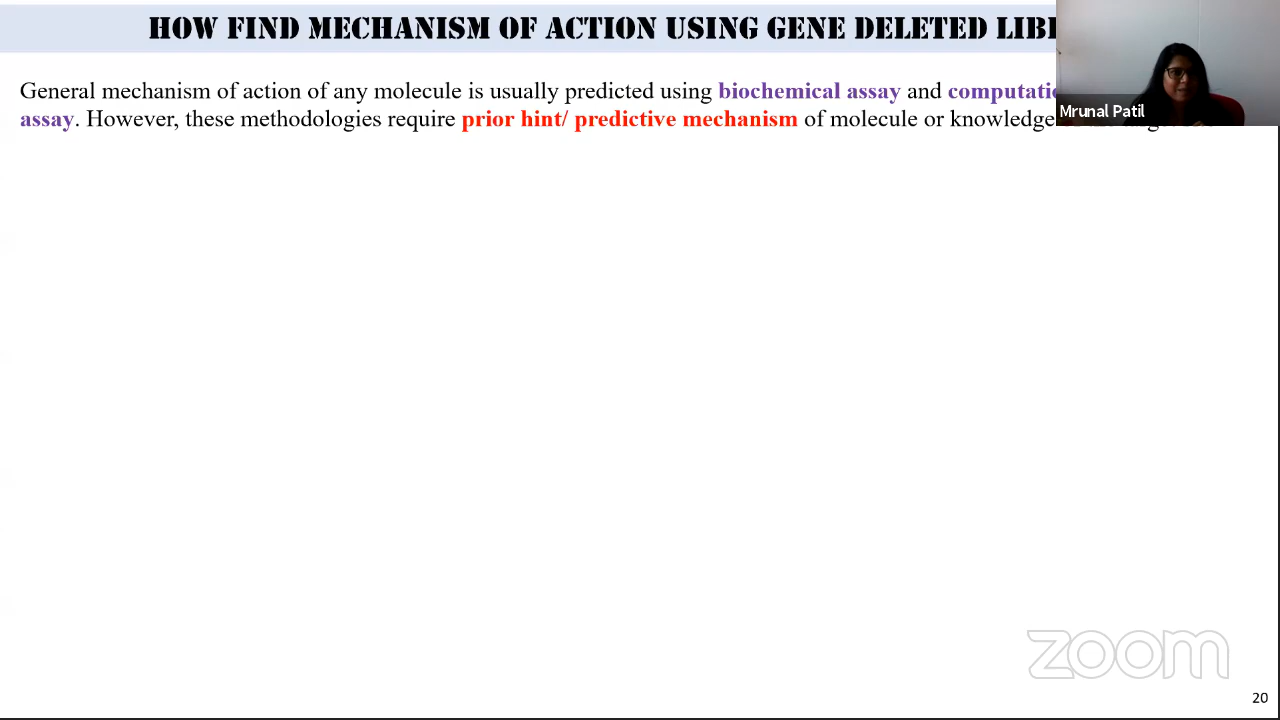 HOW FIND MECHANISM OF ACTION USING GENE DELETED
General mechanism of action of any molecule is usually predicted using biochemical assay and
assay. However, these methodologies require prior hint/ predictive mechanism of molecule or knowledge
Mrunal Patil
zoom
20